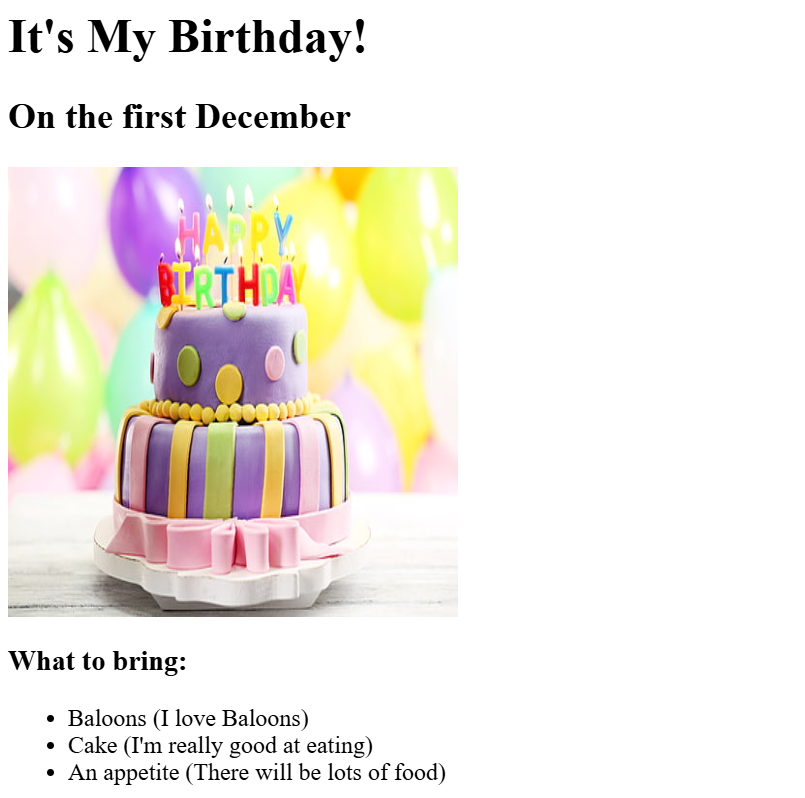 It's My Birthday!
On the first December
HAPPY
BIRTHDAY
What to bring:
Baloons (I love Baloons)
Cake (I'm really good at eating)
An appetite (There will be lots of food)